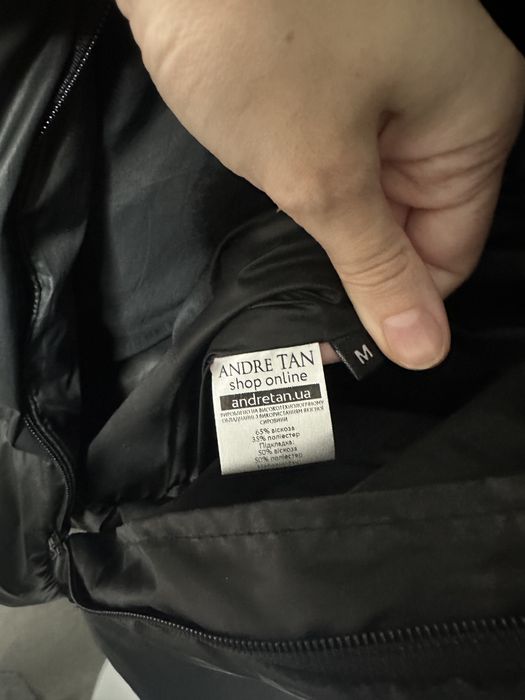 ANDRE TAN
shop online
andretan.ua
ВИРОБЛЕНО НА ВИСОКОТЕХНОЛОГІЧНОМУ
ОБЛАДНАННІ З ВИКОРИСТАННЯМ ЯКІСНОЇ
СИРОВИНИ
65% віскоза
35% поліестер
Підкладка:
50% віскоза
50% поліестер
M